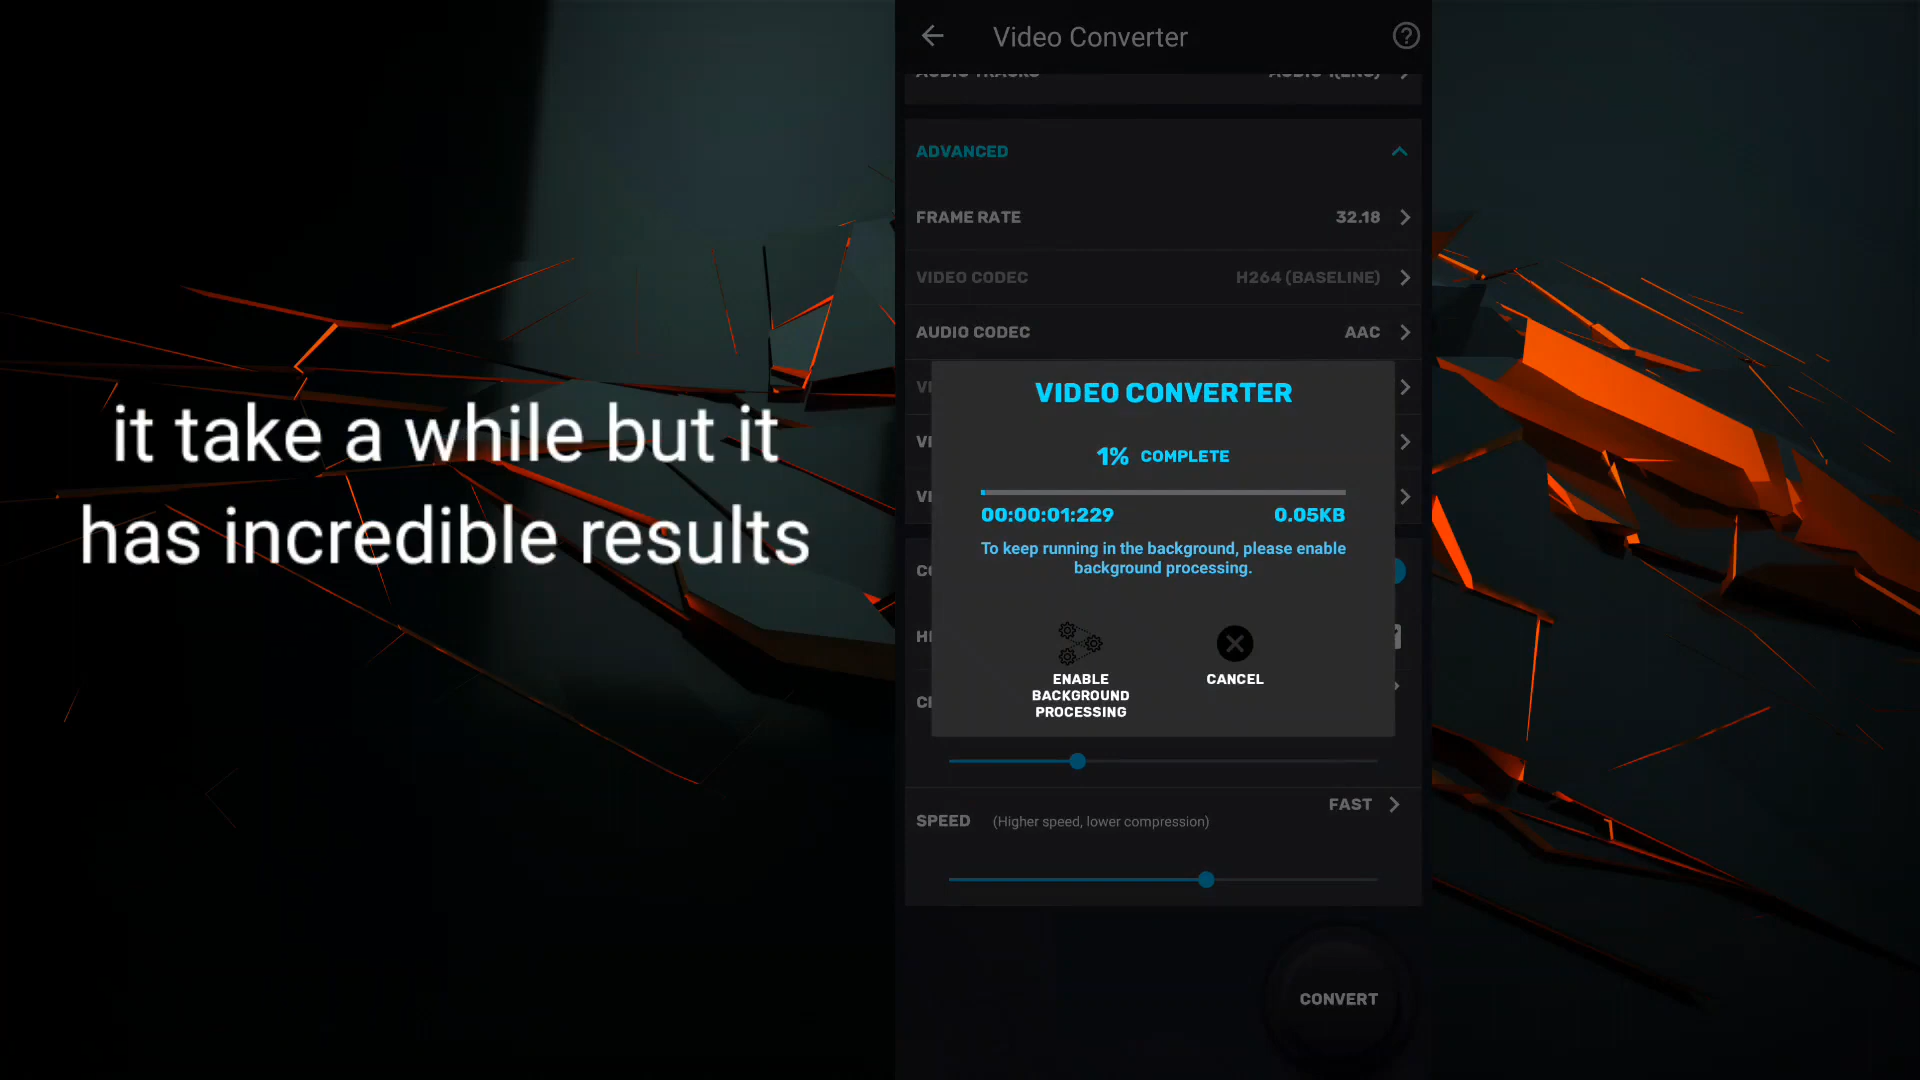 Video Converter
ADVANCED
FRAME RATE 32.18
VIDEO CODEC H264 (BASELINE)
AUDIO CODEC AAC
it take a while but it
has incredible results
VIDEO CONVERTER
1% COMPLETE
00:00:01:229 0.05KB
To keep running in the background, please enable
background processing.
ENABLE
BACKGROUND
PROCESSING
CANCEL
FAST
SPEED (Higher speed, lower compression)
CONVERT